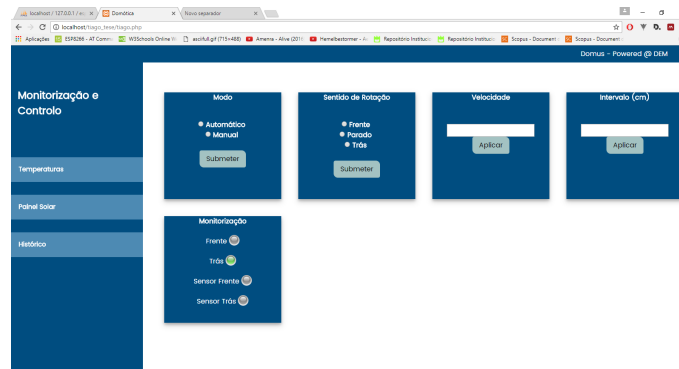 localhost / 127.0.0.1 / es
Domótica
Novo separador
localhost/tiago_tese/tiago.php
Aplicações
ESP8266 - AT Comm
W3Schools Online W
asciifull.gif (715×488)
Amenra - Alive (2016)
Hemelbestormer - A
Repositório Institucio
Repositório Institucio
Scopus - Document
Scopus - Document
Domus - Powered @ DEM
Monitorização e
Controlo
Temperaturas
Painel Solar
Histórico
Modo
Automático
Manual
Submeter
Sentido de Rotação
Frente
Parado
Trás
Submeter
Velocidade
Aplicar
Intervalo (cm)
Aplicar
Monitorização
Frente
Trás
Sensor Frente
Sensor Trás